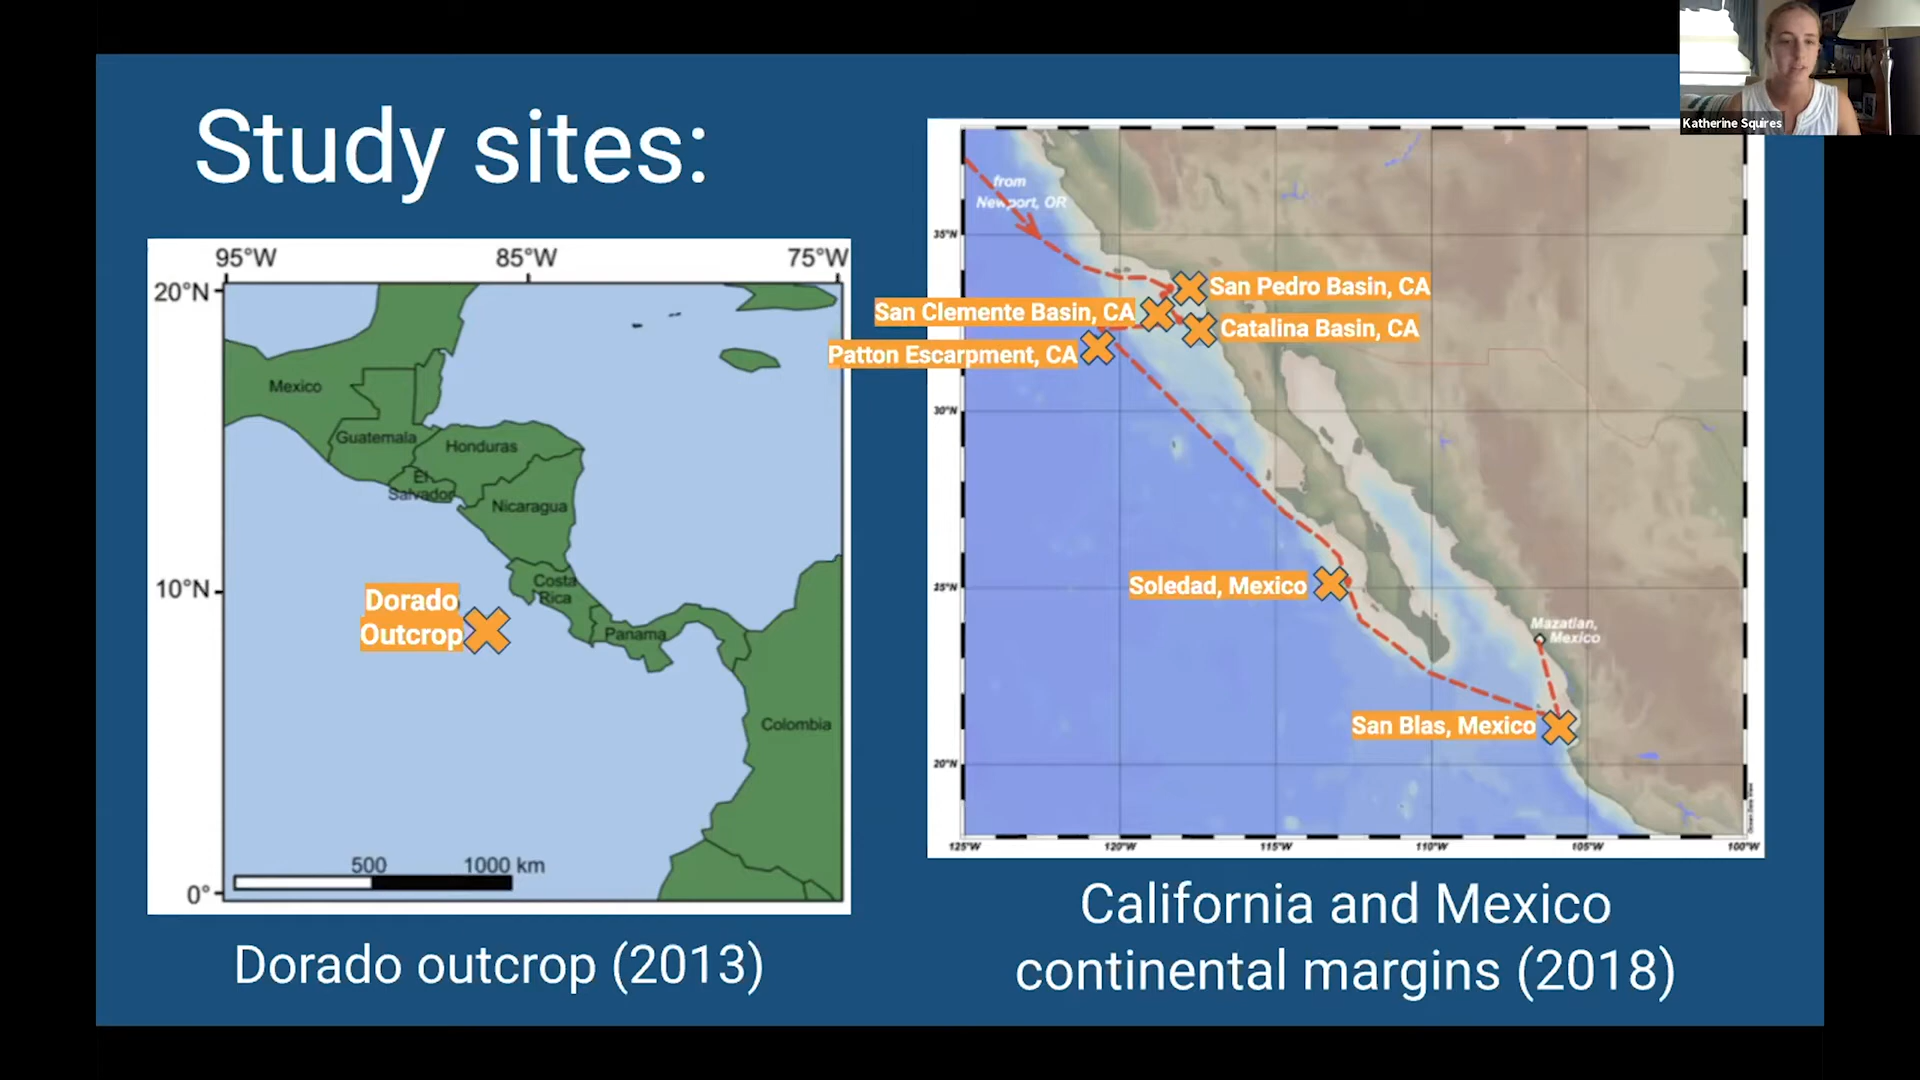 Study sites:
95°W
85°W
75°W
20°N
10°N
0°
Mexico
Guatemala
Honduras
El
Salvador
Nicaragua
Costa
Rica
Panama
Colombia
Dorado
Outcrop
500
1000 km
Dorado outcrop (2013)
from
Newport, OR
35°N
30°N
25°N
20°N
San Pedro Basin, CA
San Clemente Basin, CA
Catalina Basin, CA
Patton Escarpment, CA
Soledad, Mexico
Mazatlan,
Mexico
San Blas, Mexico
125°W
120°W
115°W
110°W
105°W
100°W
California and Mexico
continental margins (2018)
Katherine Squires